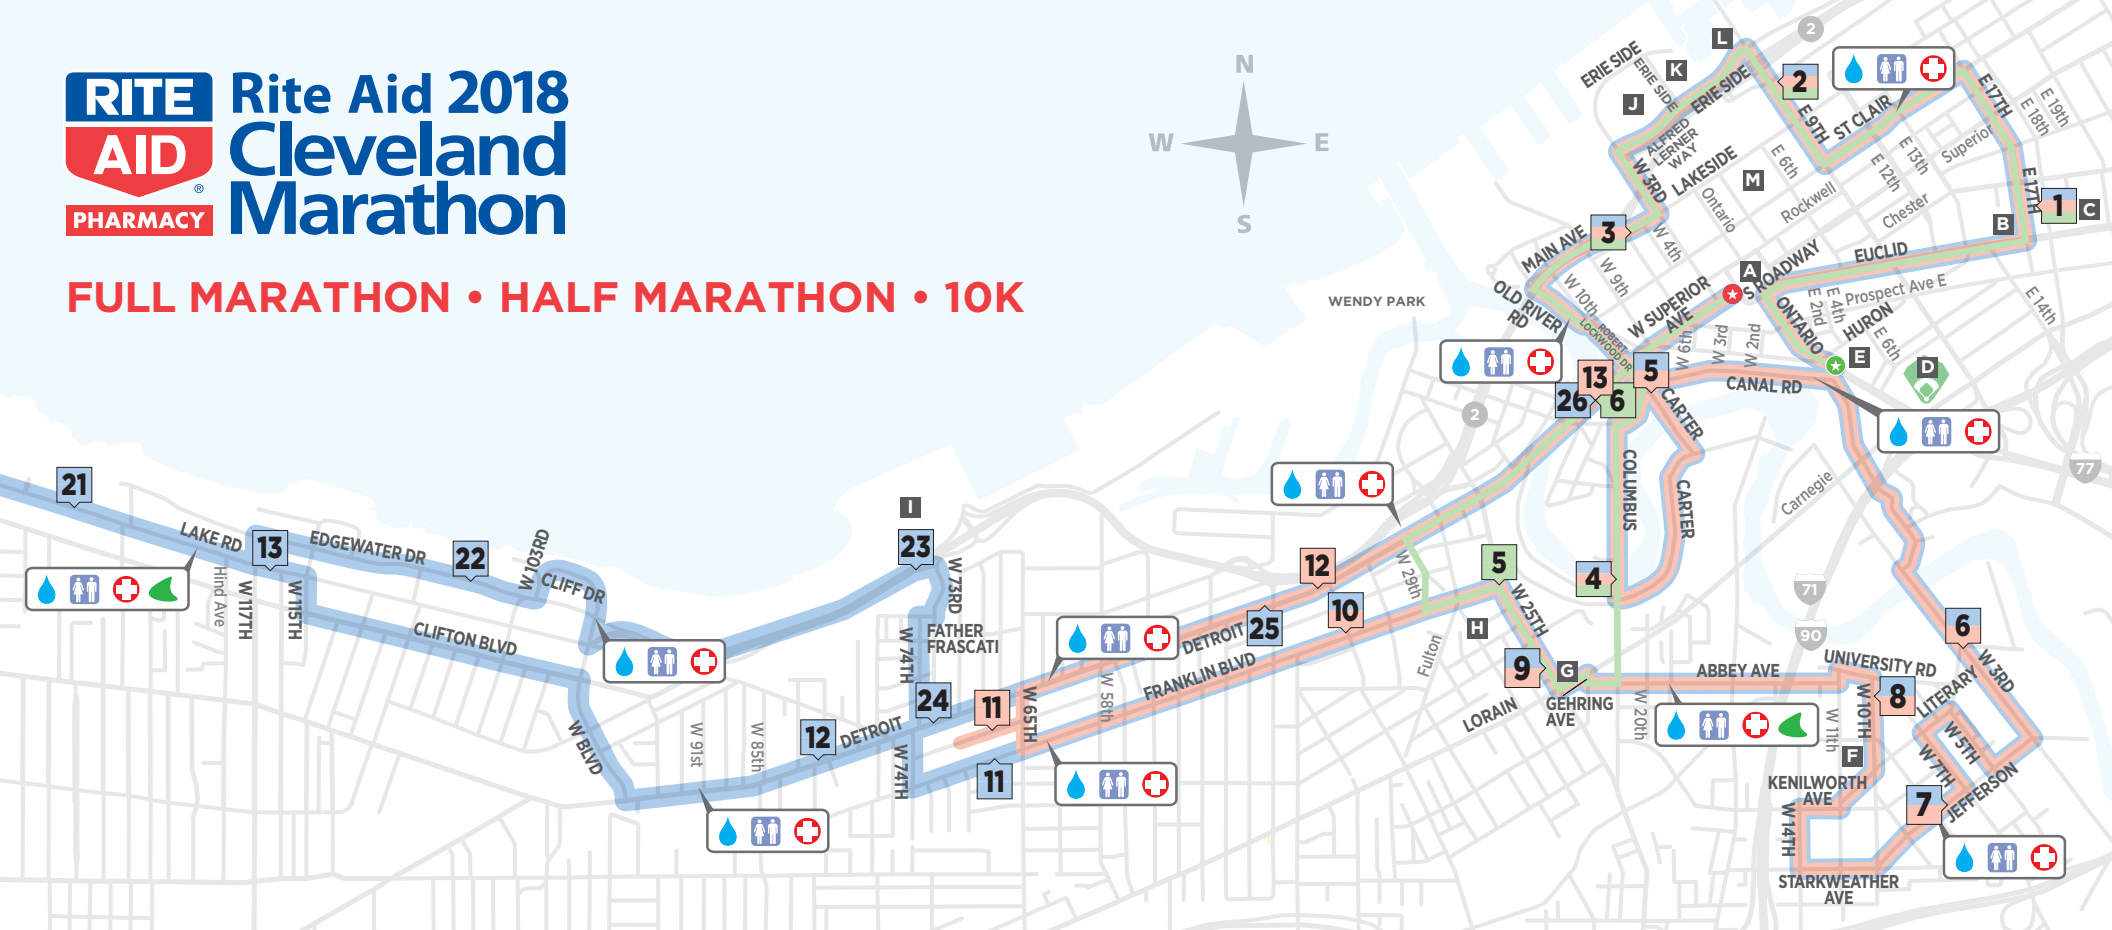 RITE
AID
®
PHARMACY
Rite Aid 2018
Cleveland
Marathon
FULL MARATHON • HALF MARATHON • 10K
N
W
E
S
WENDY PARK
ERIE SIDE
ERIE SIDE
ERIE SIDE
L
K
J
2
2
E 9TH
ST CLAIR
E 17TH
E 19th
E 18th
E 13th
E 12th
Superior
ALFRED
LERNER
WAY
W 3RD
LAKESIDE
M
E 6th
Ontario
Rockwell
Chester
E 17TH
1
C
B
3
MAIN AVE
W 4th
W 9th
W 10th
A
S ROADWAY
EUCLID
Prospect Ave E
E 14th
OLD RIVER
RD
ROBERT
LOCKWOOD DR
W SUPERIOR
AVE
W 6th
W 3rd
W 2nd
ONTARIO
E 2nd
E 4th
HURON
E 6th
E
D
CANAL RD
13
5
26
6
CARTER
CARTER
COLUMBUS
Carnegie
77
2
71
90
21
LAKE RD
13
EDGEWATER DR
22
W 103RD
CLIFF DR
Hind Ave
W 117TH
W 115TH
CLIFTON BLVD
W BLVD
W 91st
W 85th
12
DETROIT
I
23
W 73RD
FATHER
FRASCATI
W 74TH
24
W 74TH
11
11
W 65TH
W 58th
DETROIT
25
FRANKLIN BLVD
12
10
W 29th
5
4
W 25TH
H
Fulton
9
G
LORAIN
GEHRING
AVE
W 20th
ABBEY AVE
UNIVERSITY RD
W 11th
W 10TH
8
LITERARY
W 3RD
6
W 5TH
W 7TH
JEFFERSON
7
F
KENILWORTH
AVE
W 14TH
STARKWEATHER
AVE